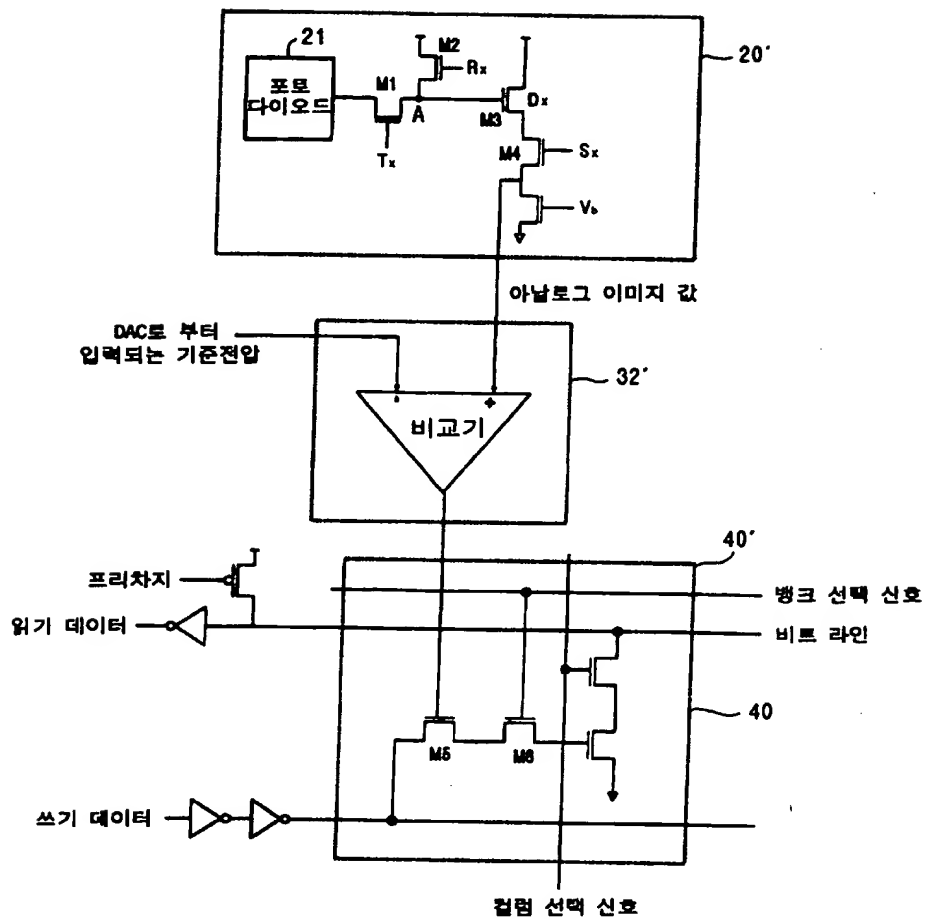 21
20'
포토
다이오드
M1
M2
Rx
A
Tx
Dx
M3
M4
Sx
Vb
아날로그 이미지 값
DAC로 부터
입력되는 기준전압
-
+
32'
비교기
40'
프리차지
뱅크 선택 신호
읽기 데이터
비트 라인
40
M5
M6
쓰기 데이터
컬럼 선택 신호